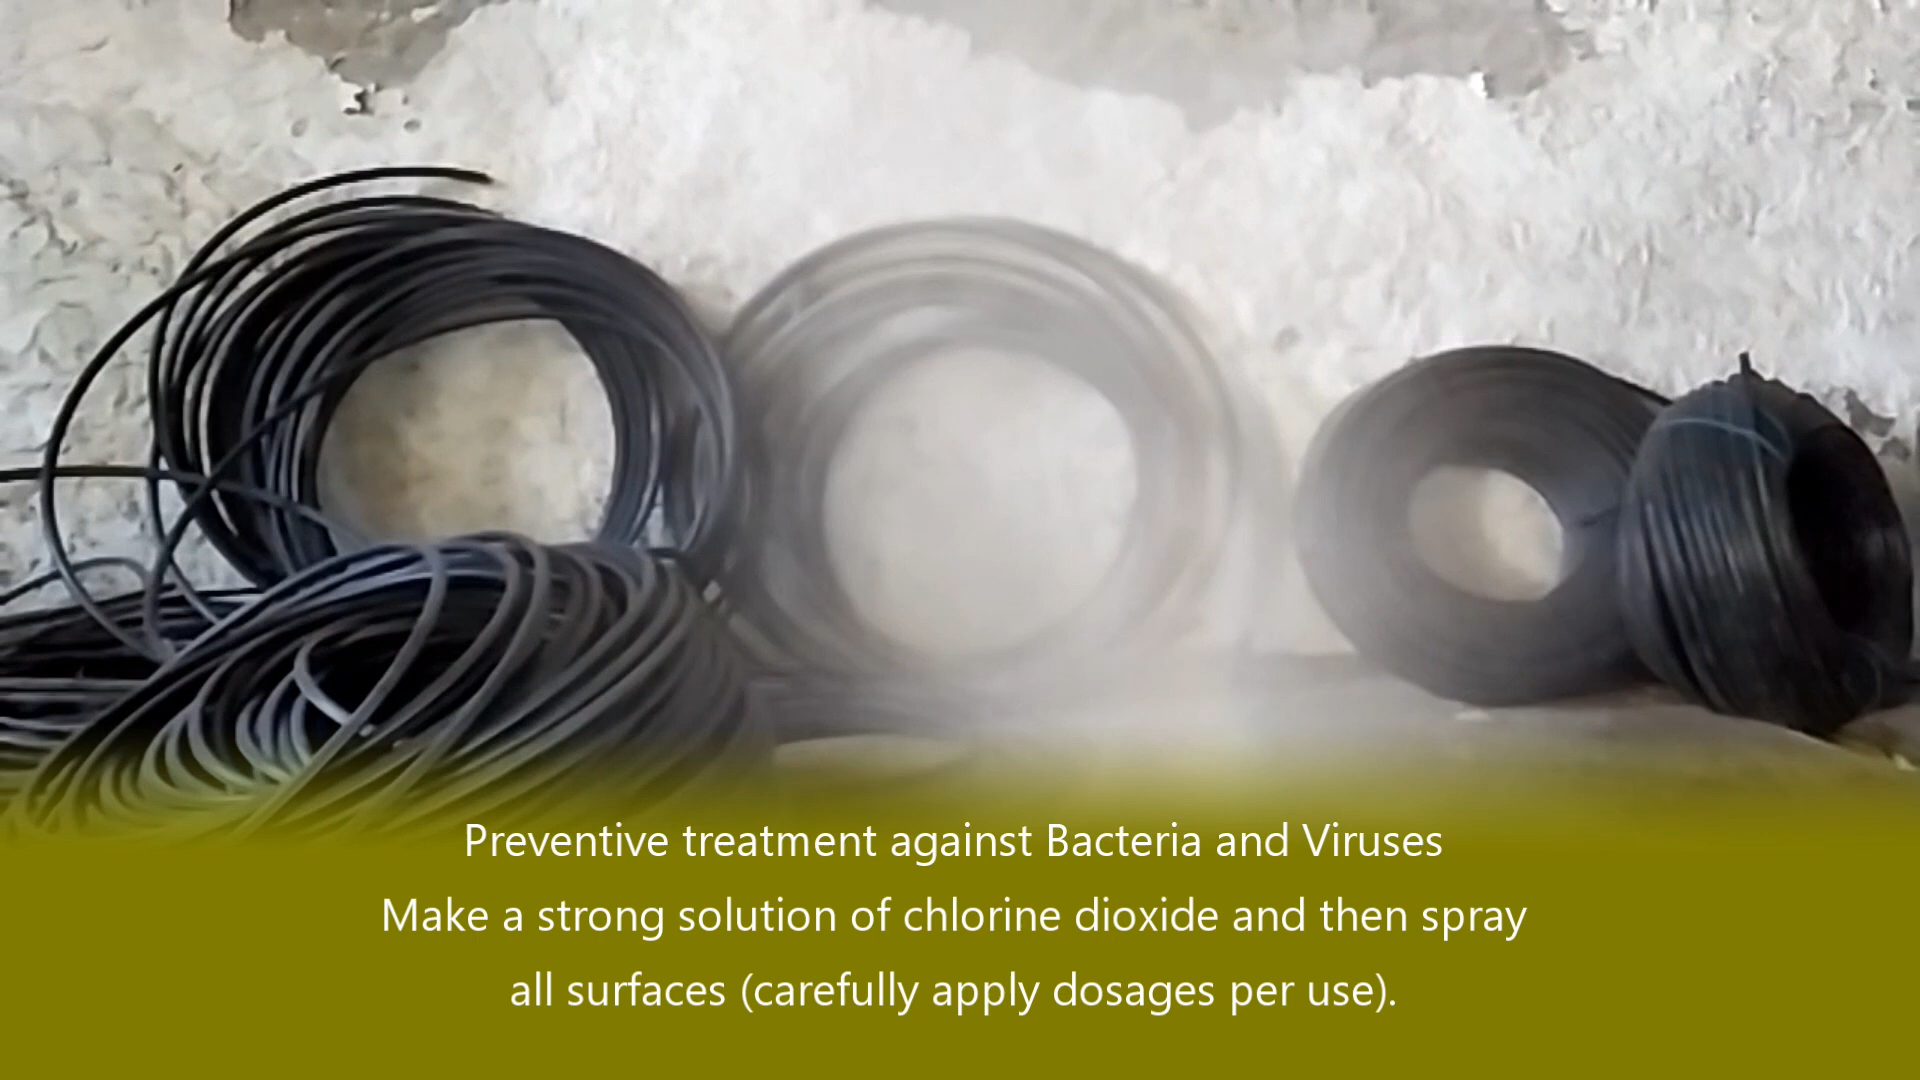 Preventive treatment against Bacteria and Viruses
Make a strong solution of chlorine dioxide and then spray
all surfaces (carefully apply dosages per use).